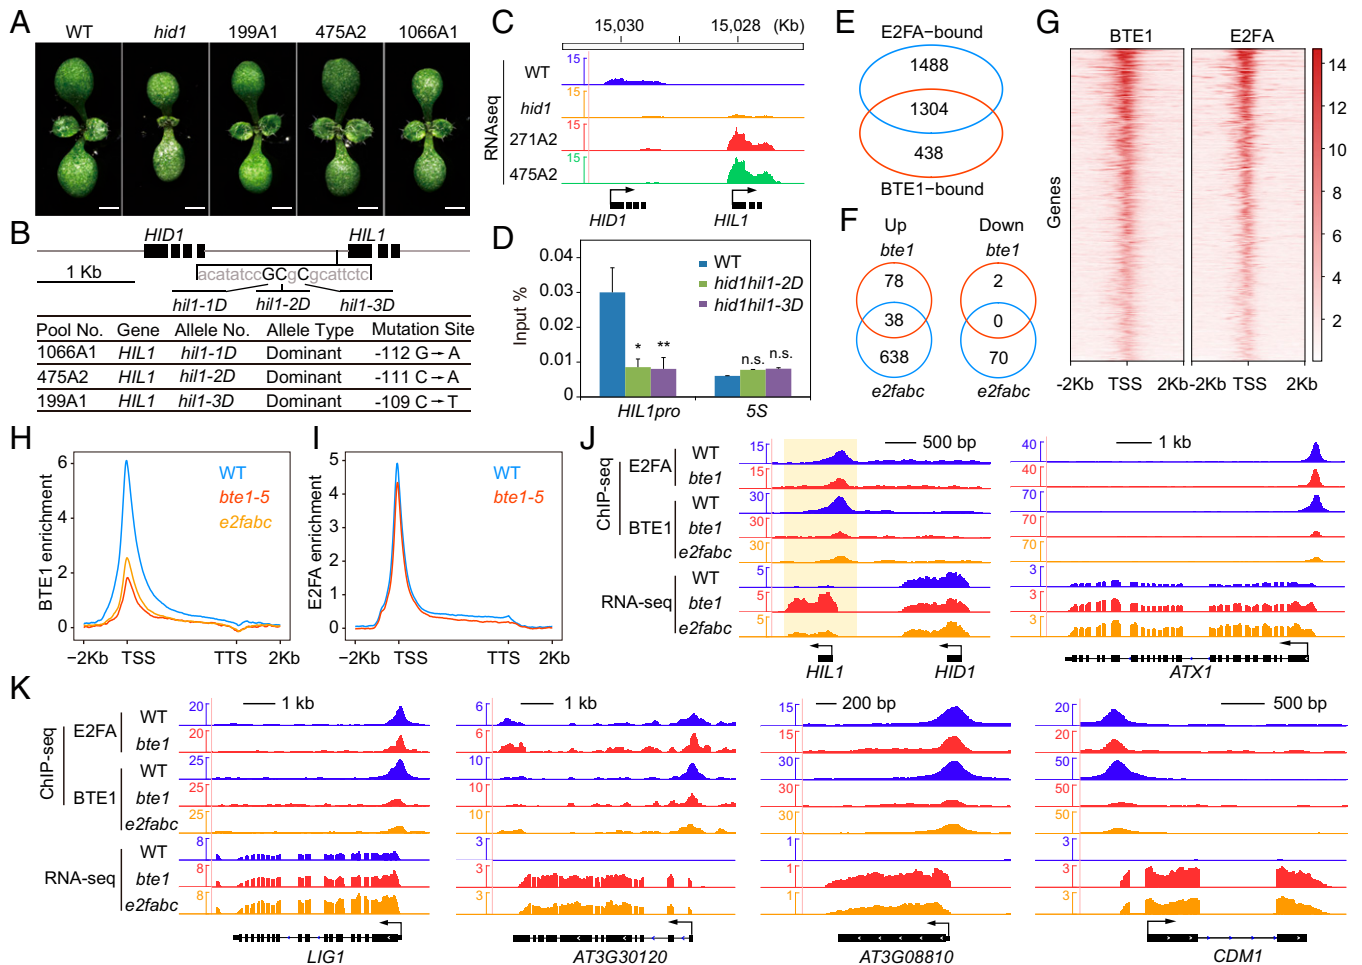 A
WT hid1 199A1 475A2 1066A1
B
HID1 HIL1
1 Kb
acatatccGCgCgcattctc
hil1-1D hil1-2D hil1-3D
Pool No. Gene Allele No. Allele Type Mutation Site
1066A1 HIL1 hil1-1D Dominant -112 G→A
475A2 HIL1 hil1-2D Dominant -111 C→A
199A1 HIL1 hil1-3D Dominant -109 C→T
C
15,030 15,028 (Kb)
RNAseq
WT 15
hid1 15
271A2 15
475A2 15
HID1 HIL1
D
Input %
0.04
0.03
0.02
0.01
0
WT
hid1hil1-2D
hid1hil1-3D
* **
n.s. n.s.
HIL1pro 5S
E
E2FA−bound
1488
1304
438
BTE1−bound
F
Up Down
bte1 bte1
78 2
38 0
638 70
e2fabc e2fabc
G
BTE1 E2FA
Genes
-2Kb TSS 2Kb -2Kb TSS 2Kb
14
12
10
8
6
4
2
H
BTE1 enrichment
6
4
2
0
WT
bte1-5
e2fabc
−2Kb TSS TTS 2Kb
I
E2FA enrichment
5
4
3
2
1
0
WT
bte1-5
−2Kb TSS TTS 2Kb
J
500 bp 1 kb
ChIP-seq
E2FA
BTE1
RNA-seq
WT 15 40
bte1 15 40
WT 30 70
bte1 30 70
e2fabc 30 70
WT 5 3
bte1 5 3
e2fabc 5 3
HIL1 HID1 ATX1
K
1 kb 1 kb 200 bp 500 bp
ChIP-seq
E2FA
BTE1
RNA-seq
WT 20 6 15 20
bte1 20 6 15 20
WT 25 10 30 50
bte1 25 10 30 50
e2fabc 25 10 30 50
WT 8 3 1 3
bte1 8 3 1 3
e2fabc 8 3 1 3
LIG1 AT3G30120 AT3G08810 CDM1